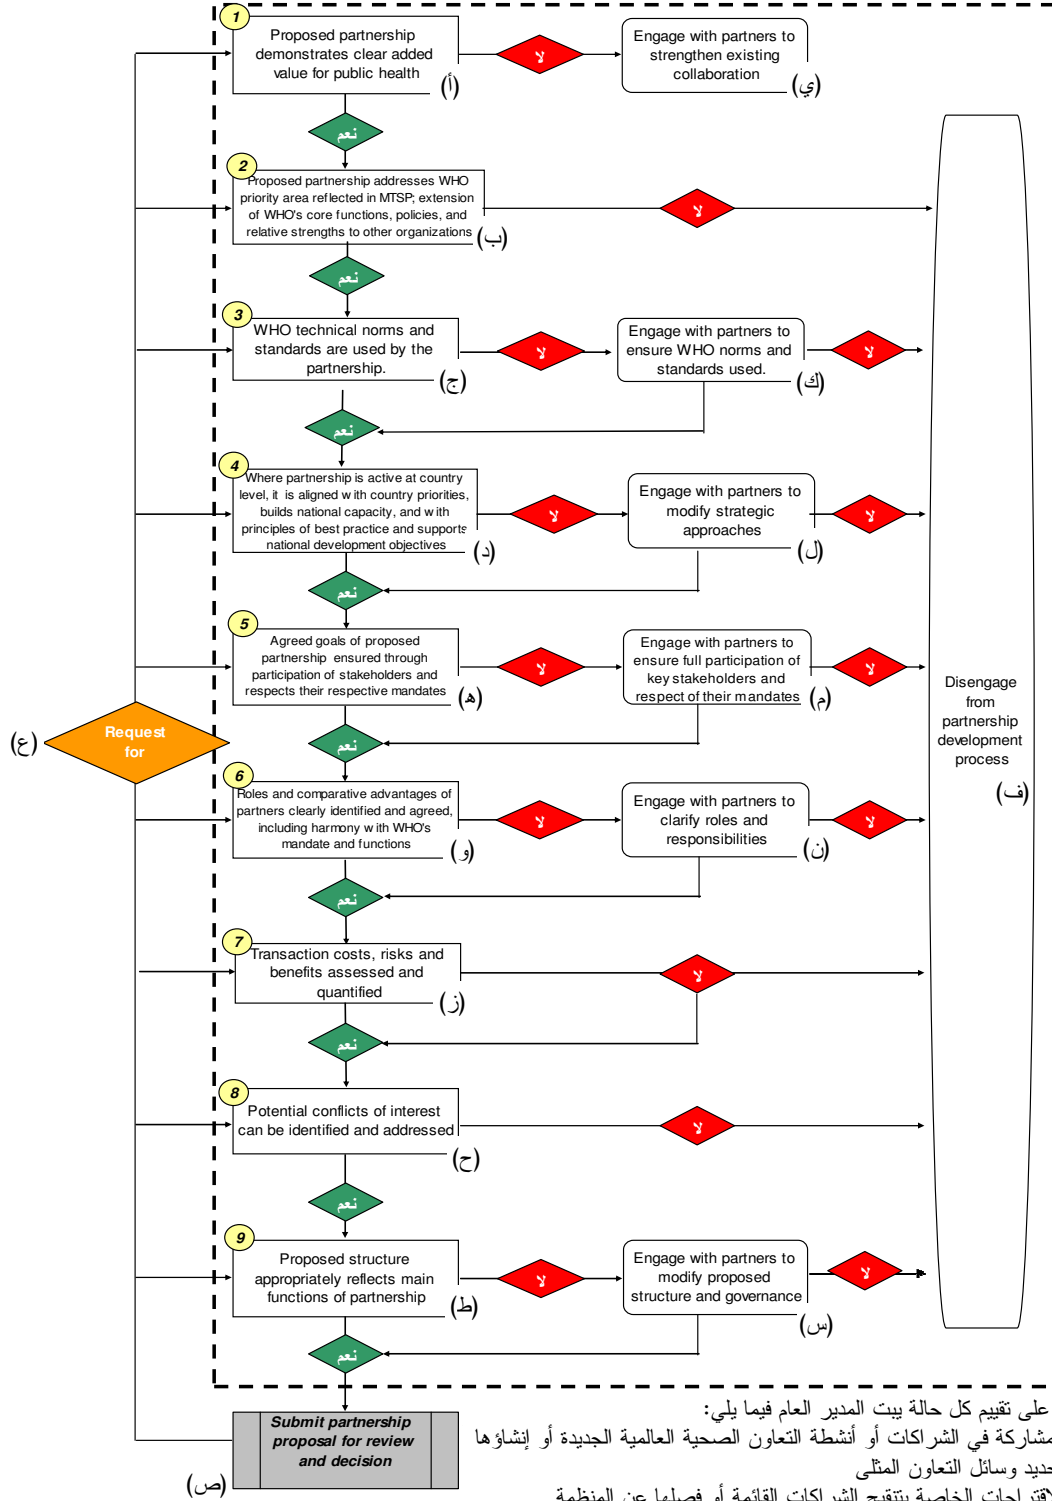 1
Proposed partnership
demonstrates clear added
value for public health
(أ)
لا
Engage with partners to
strengthen existing
collaboration
(ي)
نعم
2
Proposed partnership addresses WHO
priority area reflected in MTSP; extension
of WHO's core functions, policies, and
relative strengths to other organizations
(ب)
لا
نعم
3
WHO technical norms and
standards are used by the
partnership.
(ج)
لا
Engage with partners to
ensure WHO norms and
standards used.
(ك)
لا
نعم
4
Where partnership is active at country
level, it is aligned with country priorities,
builds national capacity, and with
principles of best practice and supports
national development objectives
(د)
لا
Engage with partners to
modify strategic
approaches
(ل)
لا
نعم
5
Agreed goals of proposed
partnership ensured through
participation of stakeholders and
respects their respective mandates
(ه)
لا
Engage with partners to
ensure full participation of
key stakeholders and
respect of their mandates
(م)
لا
Disengage
from
partnership
development
process
(ف)
Request
for
(ع)
نعم
6
Roles and comparative advantages of
partners clearly identified and agreed,
including harmony with WHO's
mandate and functions
(و)
لا
Engage with partners to
clarify roles and
responsibilities
(ن)
لا
نعم
7
Transaction costs, risks and
benefits assessed and
quantified
(ز)
لا
نعم
8
Potential conflicts of interest
can be identified and addressed
(ح)
لا
نعم
9
Proposed structure
appropriately reflects main
functions of partnership
(ط)
لا
Engage with partners to
modify proposed
structure and governance
(س)
لا
نعم
Submit partnership
proposal for review
and decision
(ص)
على تقييم كل حالة يبت المدير العام فيما يلي:
مشاركة في الشراكات أو أنشطة التعاون الصحية العالمية الجديدة أو إنشاؤها
حديد وسائل التعاون المثلى
لاقتراحات الخاصة بتنقيح الشراكات القائمة أو فصلها عن المنظمة